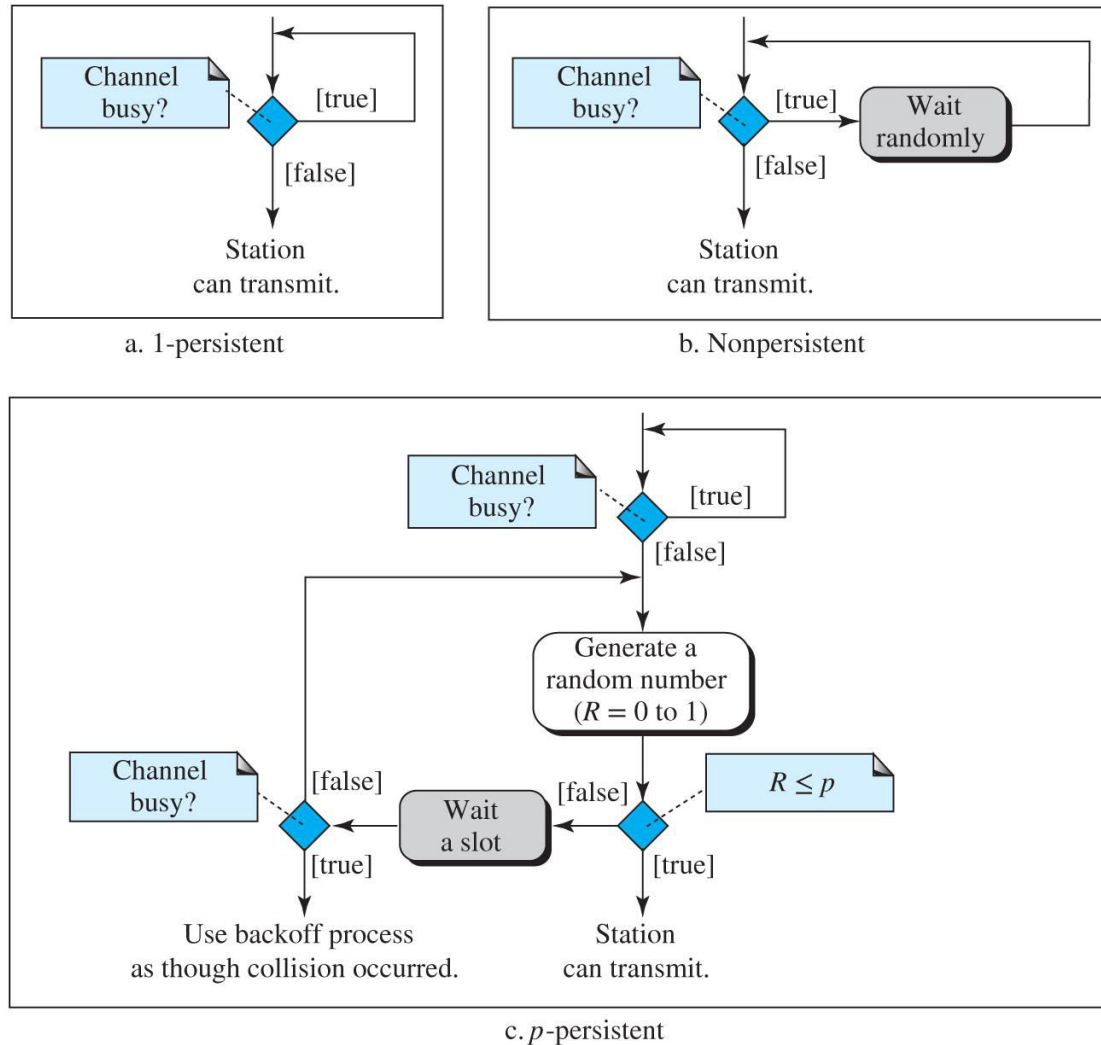 Channel
busy?
[true]
[false]
Station
can transmit.
a. 1-persistent
Channel
busy?
[true]
Wait
randomly
[false]
Station
can transmit.
b. Nonpersistent
Channel
busy?
[true]
[false]
Generate a
random number
(R = 0 to 1)
Channel
busy?
[false]
Wait
a slot
[false]
R ≤ p
[true]
[true]
Use backoff process
as though collision occurred.
Station
can transmit.
c. p-persistent